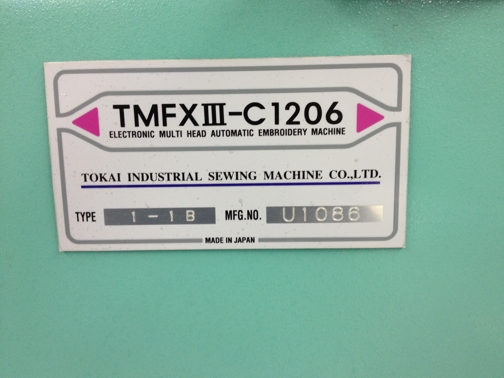 TMFXⅢ-C1206
ELECTRONIC MULTI HEAD AUTOMATIC EMBROIDERY MACHINE
TOKAI INDUSTRIAL SEWING MACHINE CO.,LTD.
TYPE 1-1B MFG.NO. U1086
MADE IN JAPAN